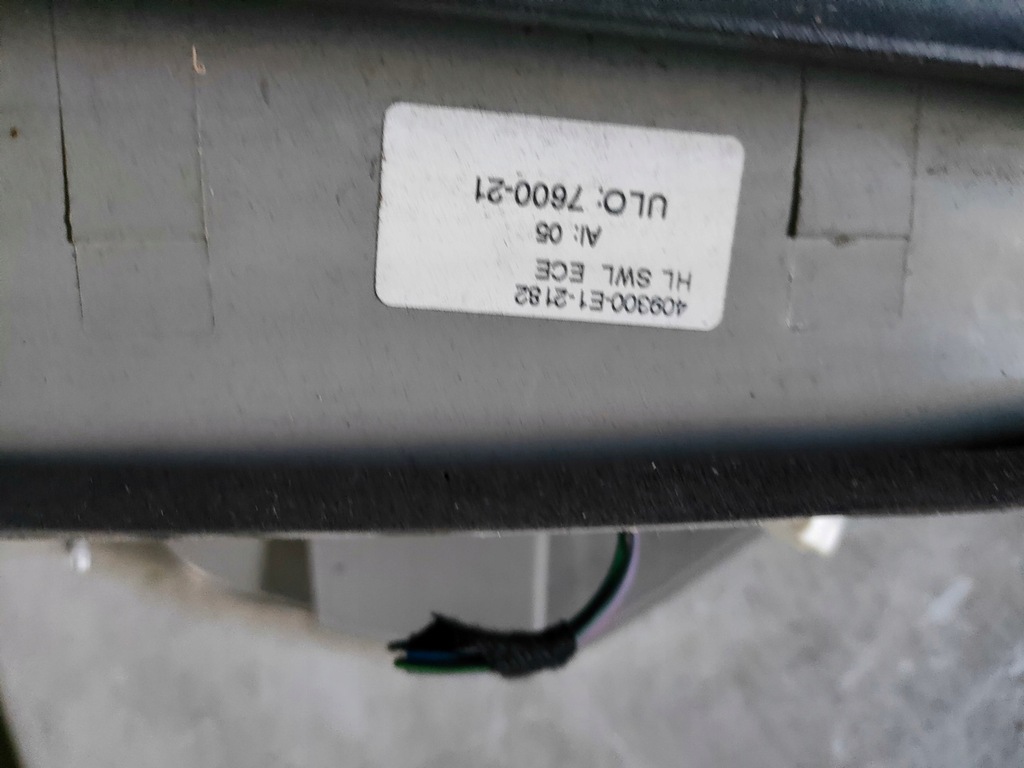 409300-E1-2182
HL SWL ECE
AI: 05
ULO: 7600-21